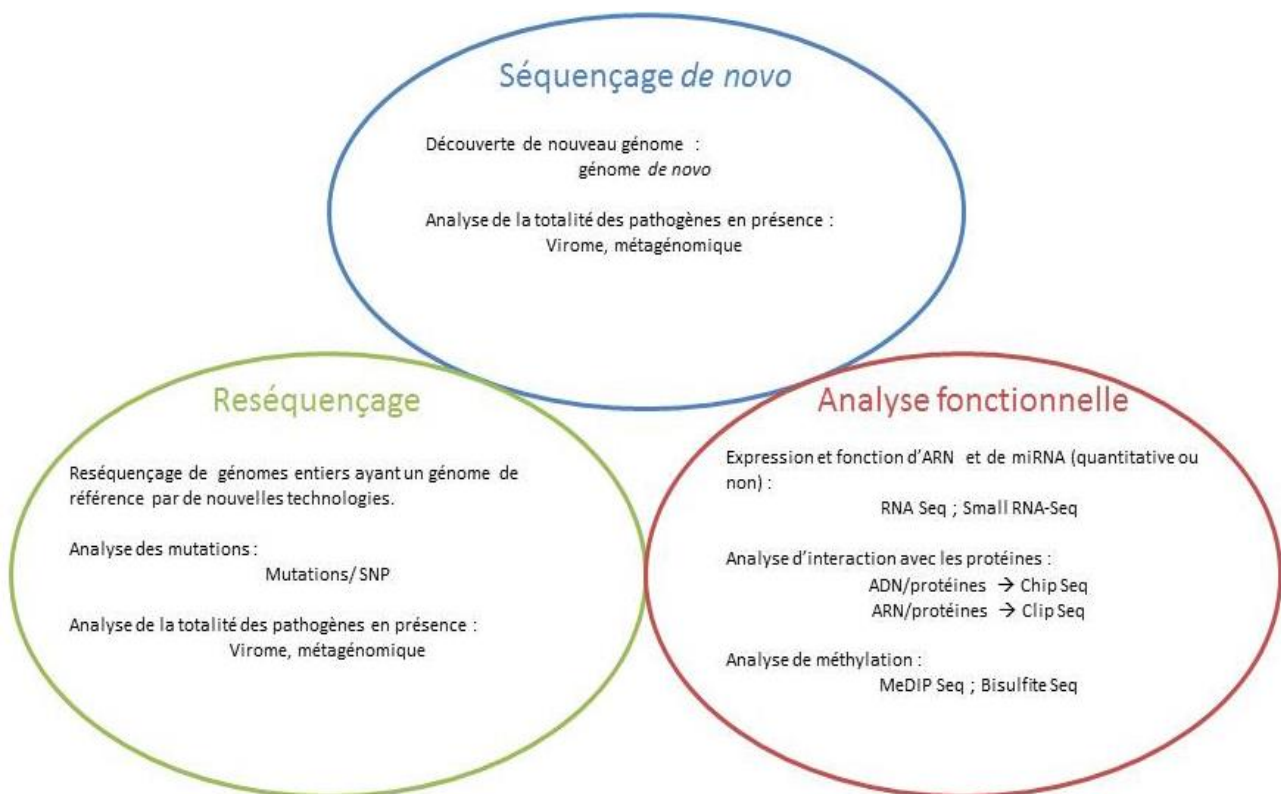 Séquençage de novo
Découverte de nouveau génome :
génome de novo
Analyse de la totalité des pathogènes en présence :
Virome, métagénomique
Reséquençage
Reséquençage de génomes entiers ayant un génome de
référence par de nouvelles technologies.
Analyse des mutations :
Mutations/ SNP
Analyse de la totalité des pathogènes en présence :
Virome, métagénomique
Analyse fonctionnelle
Expression et fonction d'ARN et de miRNA (quantitative ou
non) :
RNA Seq ; Small RNA-Seq
Analyse d'interaction avec les protéines :
ADN/protéines → Chip Seq
ARN/protéines → Clip Seq
Analyse de méthylation :
MeDIP Seq ; Bisulfite Seq